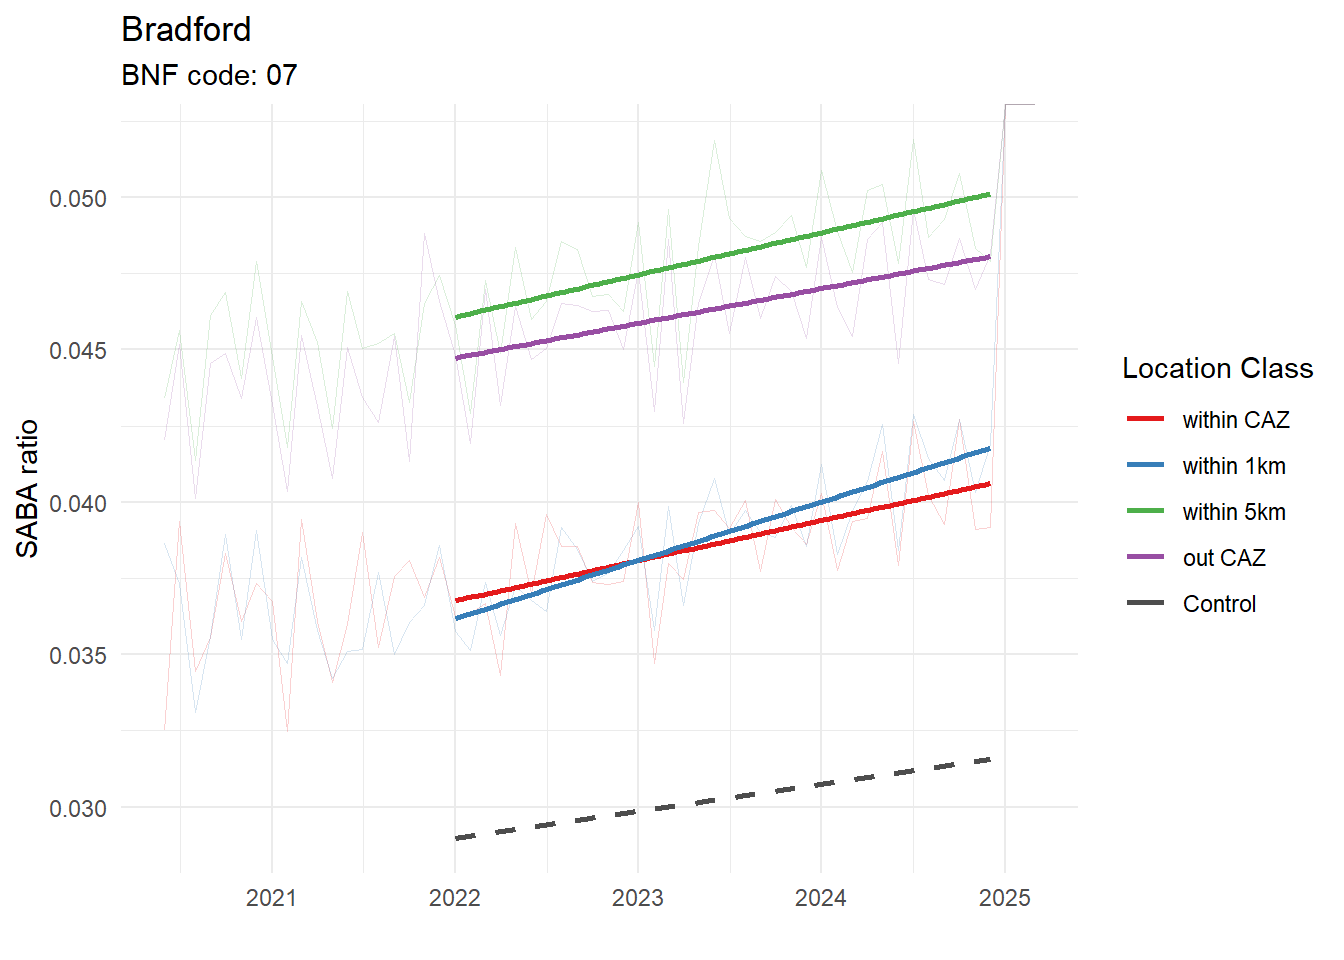 Bradford
BNF code: 07
SABA ratio
0.050
0.045
0.040
0.035
0.030
2021
2022
2023
2024
2025
Location Class
within CAZ
within 1km
within 5km
out CAZ
Control